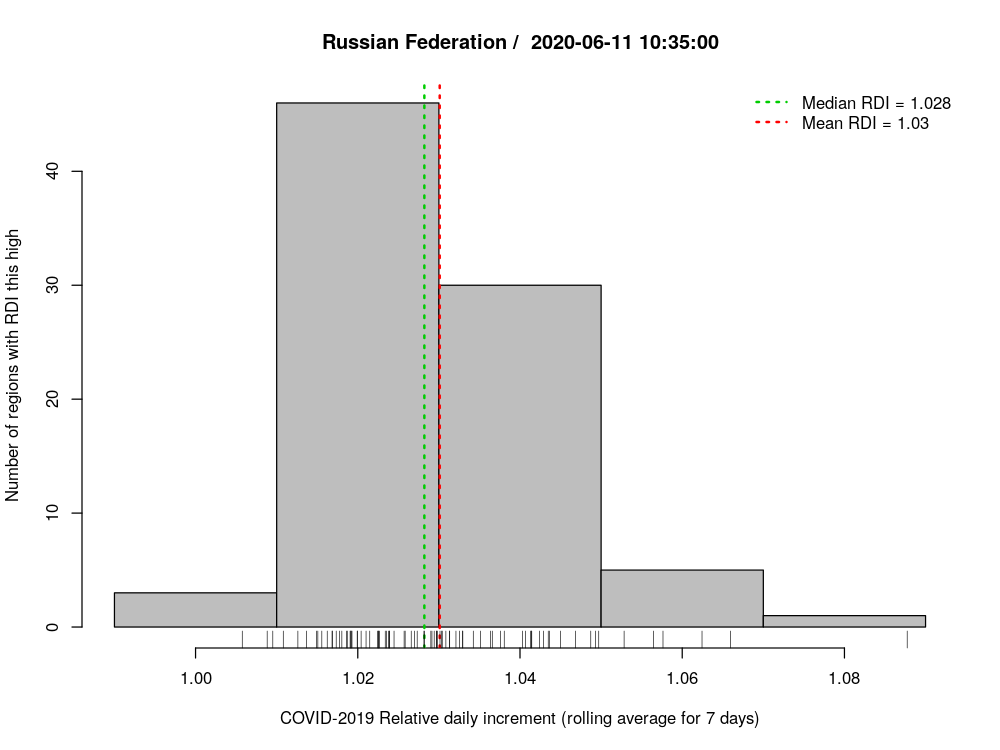 Russian Federation /  2020-06-11 10:35:00
Median RDI = 1.028
Mean RDI = 1.03
Number of regions with RDI this high
40
30
20
10
0
1.00 1.02 1.04 1.06 1.08
COVID-2019 Relative daily increment (rolling average for 7 days)